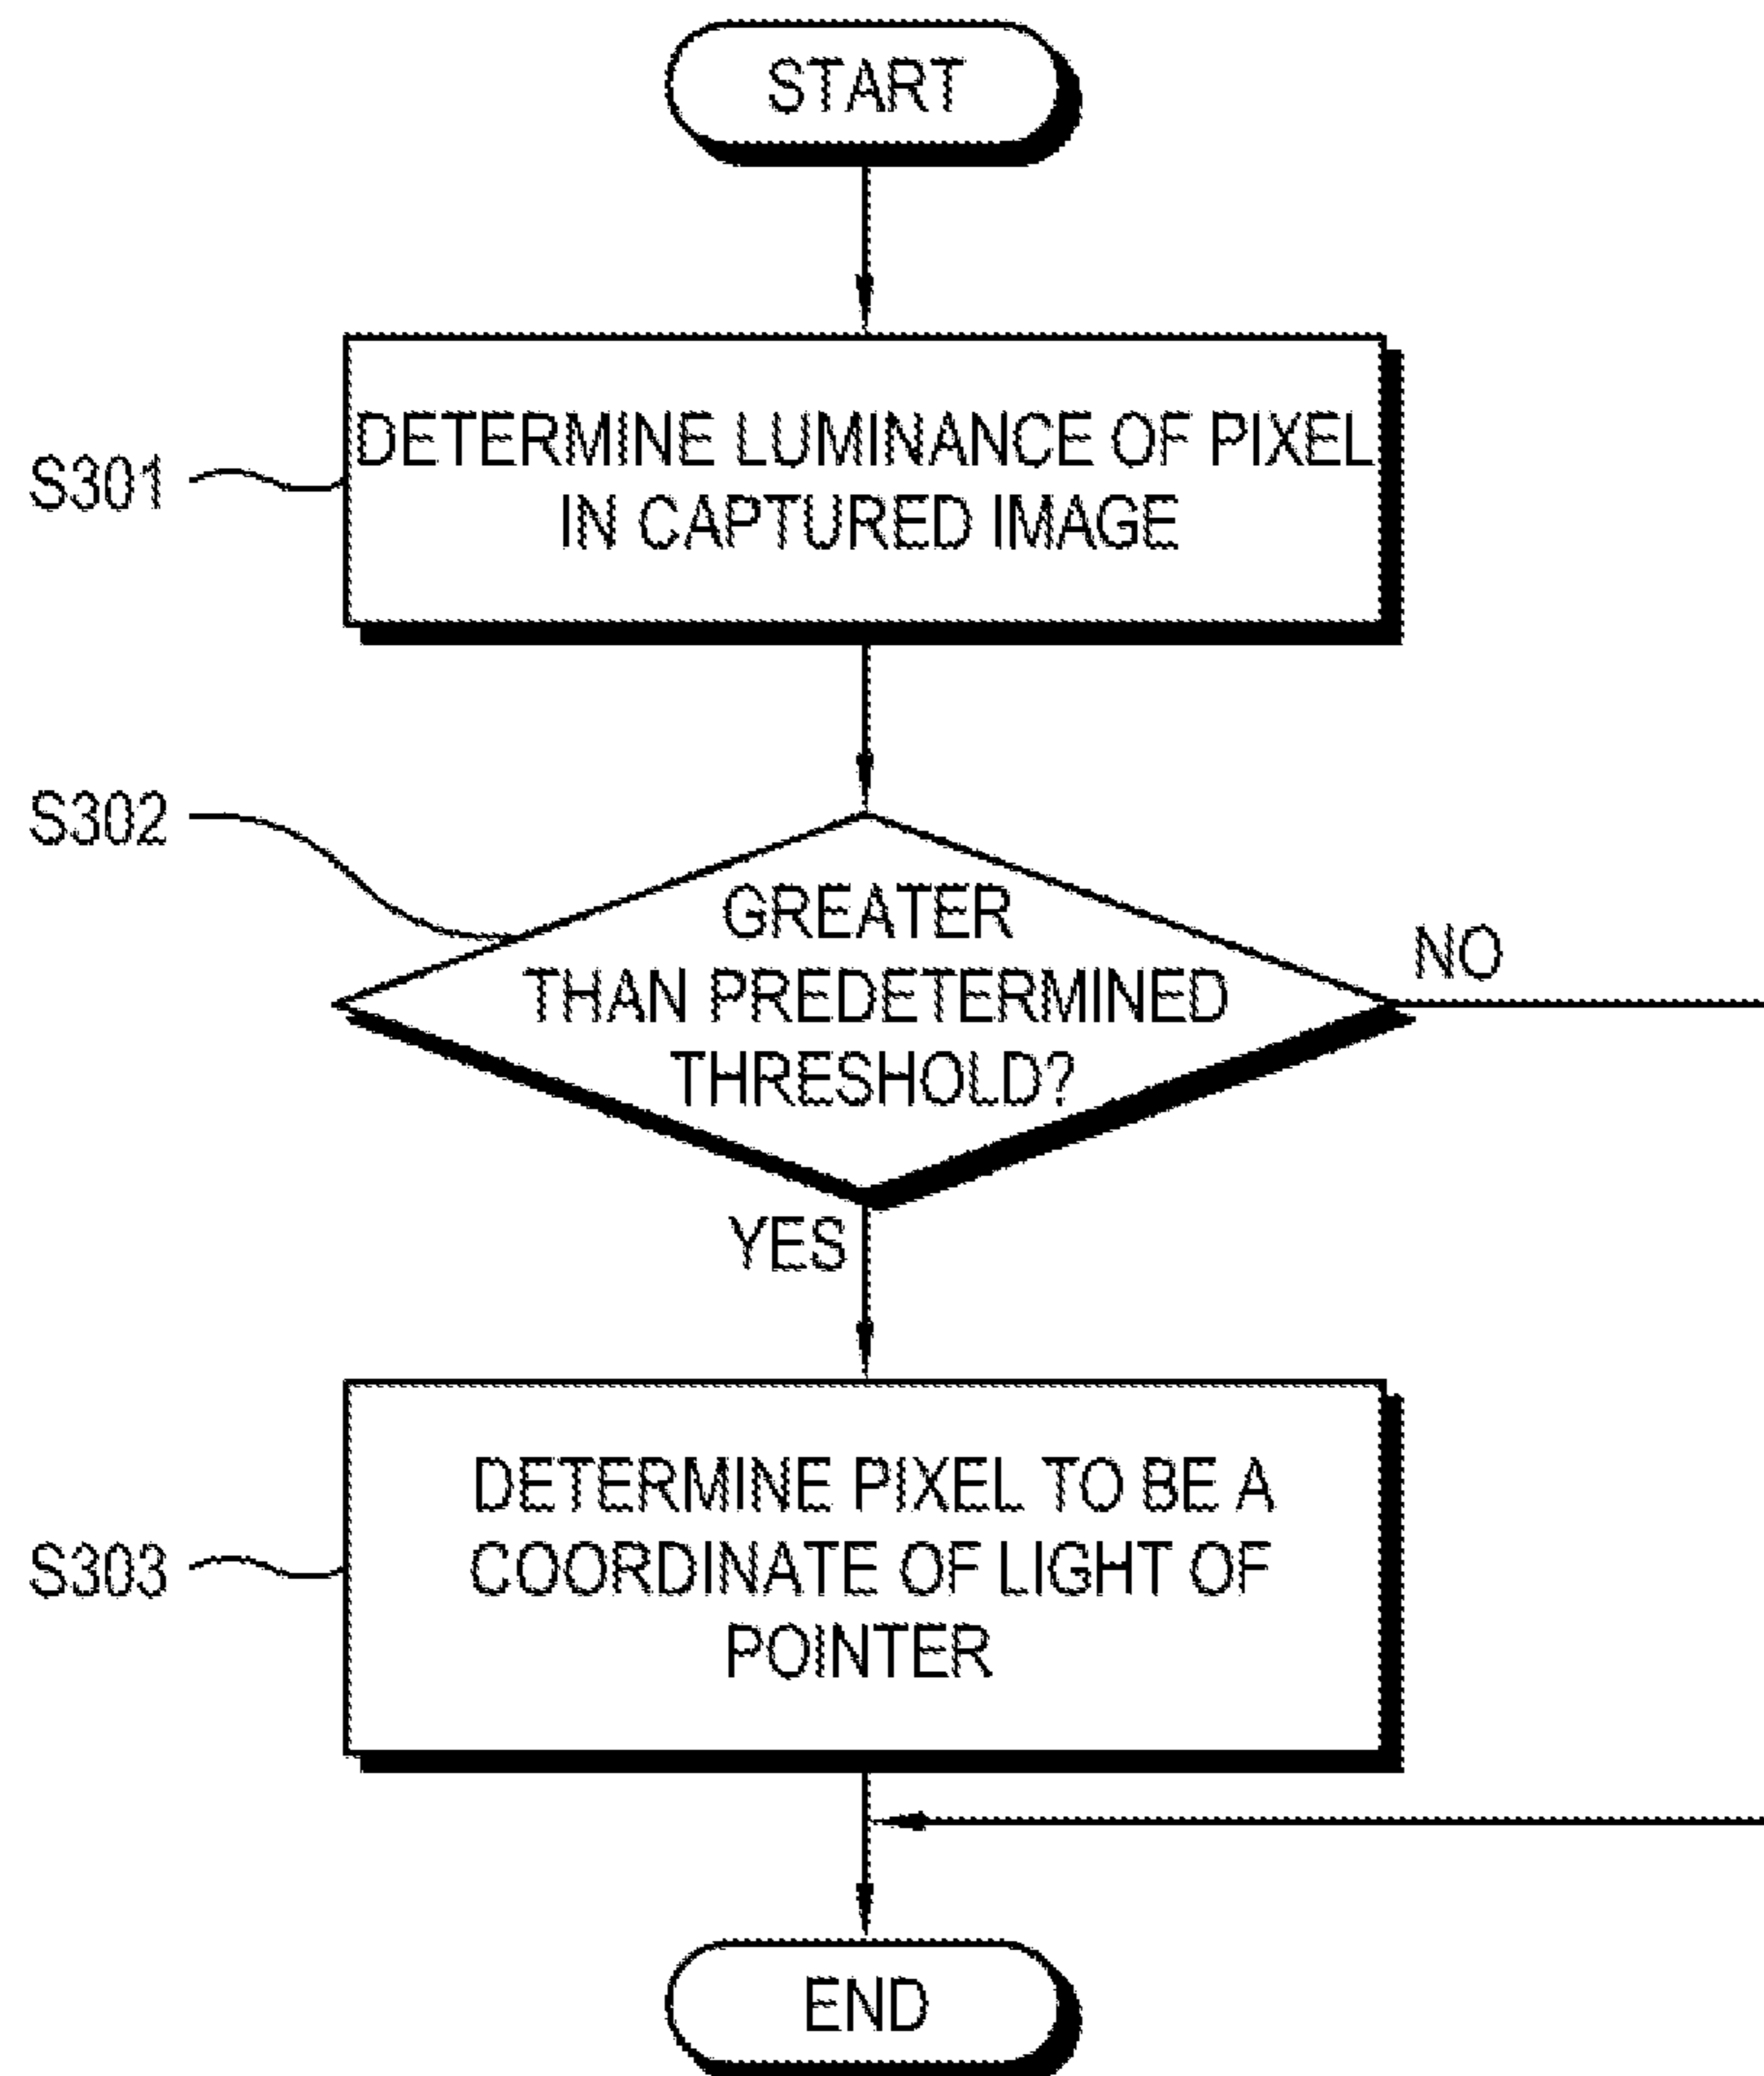 START
S301
DETERMINE LUMINANCE OF PIXEL
IN CAPTURED IMAGE
S302
GREATER
THAN PREDETERMINED
THRESHOLD?
NO
YES
S303
DETERMINE PIXEL TO BE A
COORDINATE OF LIGHT OF
POINTER
END